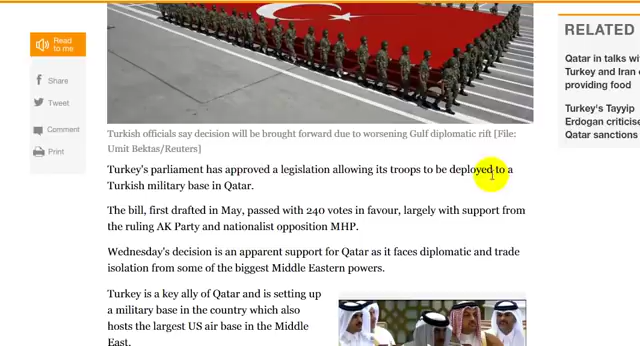 Read
to me
RELATED
Share
Tweet
Comment
Print
Qatar in talks wi
Turkey and Iran
providing food
Turkey's Tayyip
Erdogan criticise
Qatar sanctions
Turkish officials say decision will be brought forward due to worsening Gulf diplomatic rift [File:
Umit Bektas/Reuters]
Turkey's parliament has approved a legislation allowing its troops to be deployed to a
Turkish military base in Qatar.
The bill, first drafted in May, passed with 240 votes in favour, largely with support from
the ruling AK Party and nationalist opposition MHP.
Wednesday's decision is an apparent support for Qatar as it faces diplomatic and trade
isolation from some of the biggest Middle Eastern powers.
Turkey is a key ally of Qatar and is setting up
a military base in the country which also
hosts the largest US air base in the Middle
East.